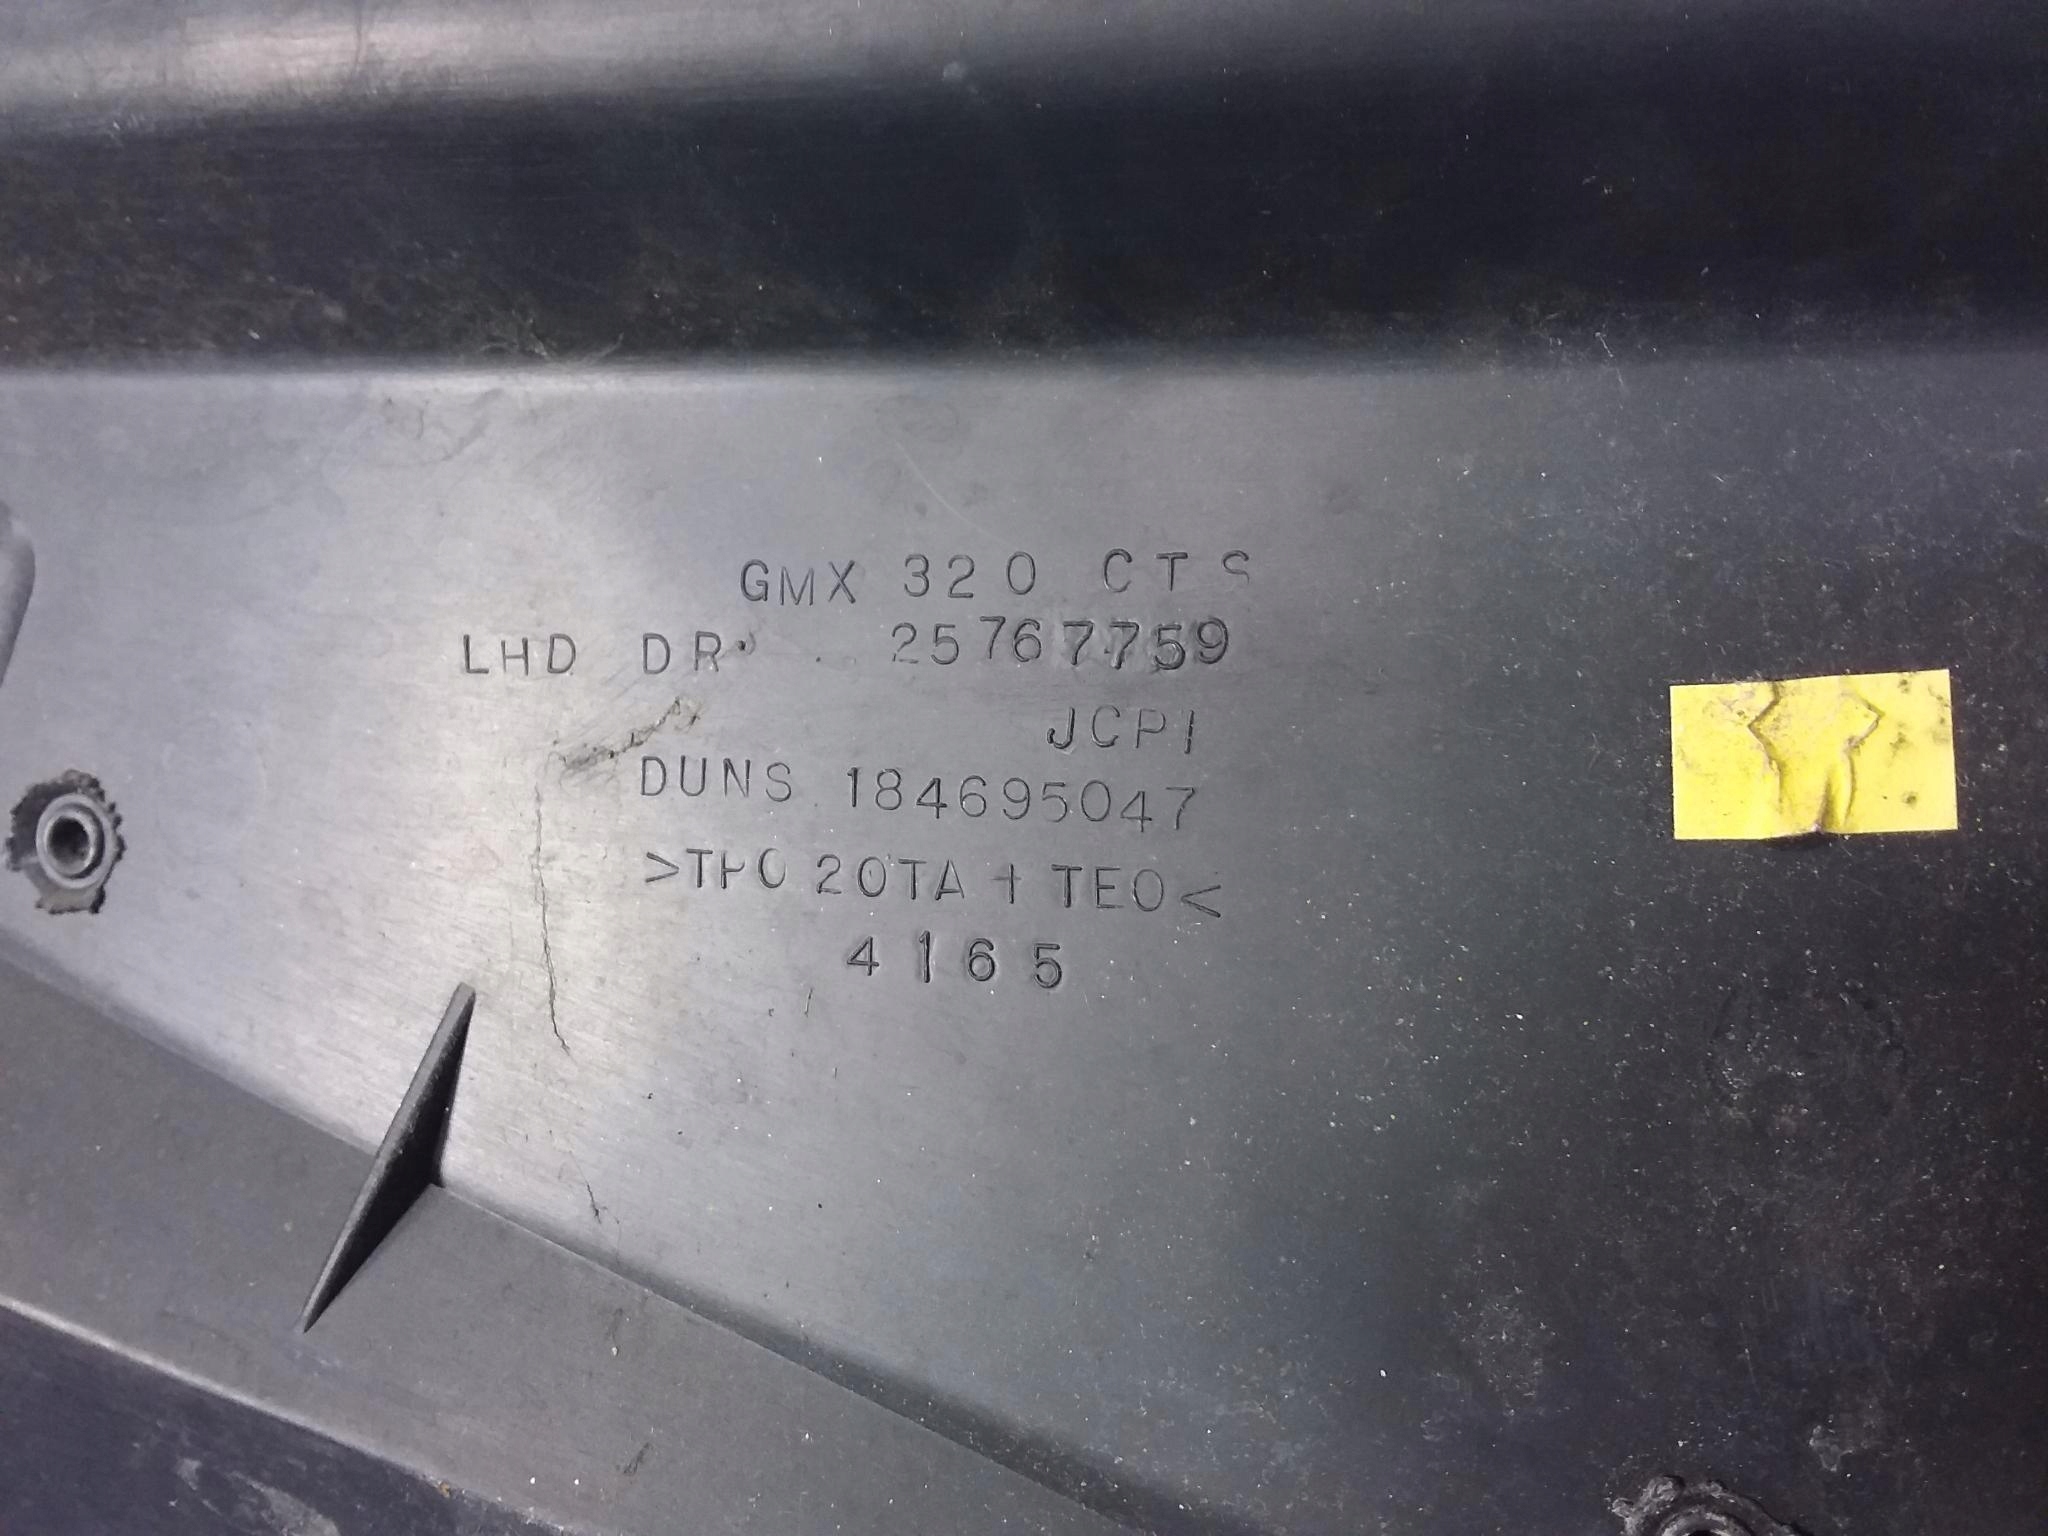 GMX 320 CTS
LHD DR. 25767759
JCPI
DUNS 184695047
>TPO 20TA + TEO<
4165